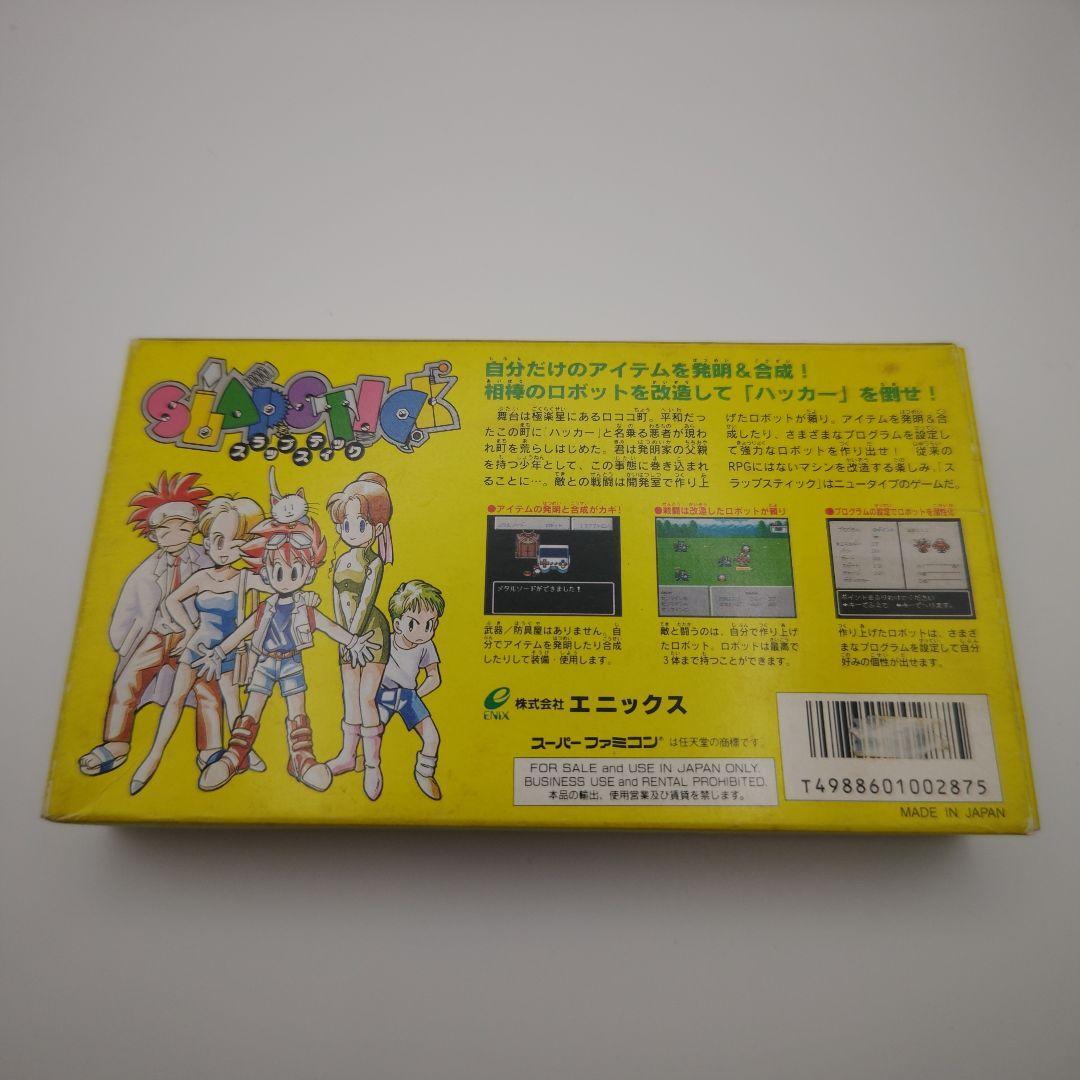 SLAPSTICK
スラップスティック
自分だけのアイテムを発明&合成!
相棒のロボットを改造して「ハッカー」を倒せ!
舞台は極楽星にあるロココ町。平和だっ
たこの町に「ハッカー」と名乗る悪者が現わ
れ町を荒らしはじめた。君は発明家の父親
を持つ少年として、この事態に巻き込まれ
ることに…。敵との戦闘は開発室で作り上
げたロボットが頼り。アイテムを発明&合
成したり、さまざまなプログラムを設定し
て強力なロボットを作り出せ! 従来の
RPGにはないマシンを改造する楽しみ。「ス
ラップスティック」はニュータイプのゲームだ。
●アイテムの発明と合成がカギ!
メタルソードができました!
武器/防具屋はありません。自
分でアイテムを発明したり合成
したりして装備・使用します。
●戦闘は改造したロボットが頼り
敵と闘うのは、自分で作り上げ
たロボット。ロボットは最高で
3体まで持つことができます。
●プログラムの設定でロボットを個性化
ポイントをふりわけてください
作り上げたロボットは、さまざ
まなプログラムを設定して自分
好みの個性が出せます。
ENIX 株式会社 エニックス
スーパーファミコン®は任天堂の商標です。
FOR SALE and USE IN JAPAN ONLY.
BUSINESS USE and RENTAL PROHIBITED.
本品の輸出、使用営業及び賃貸を禁じます。
T4988601002875
MADE IN JAPAN